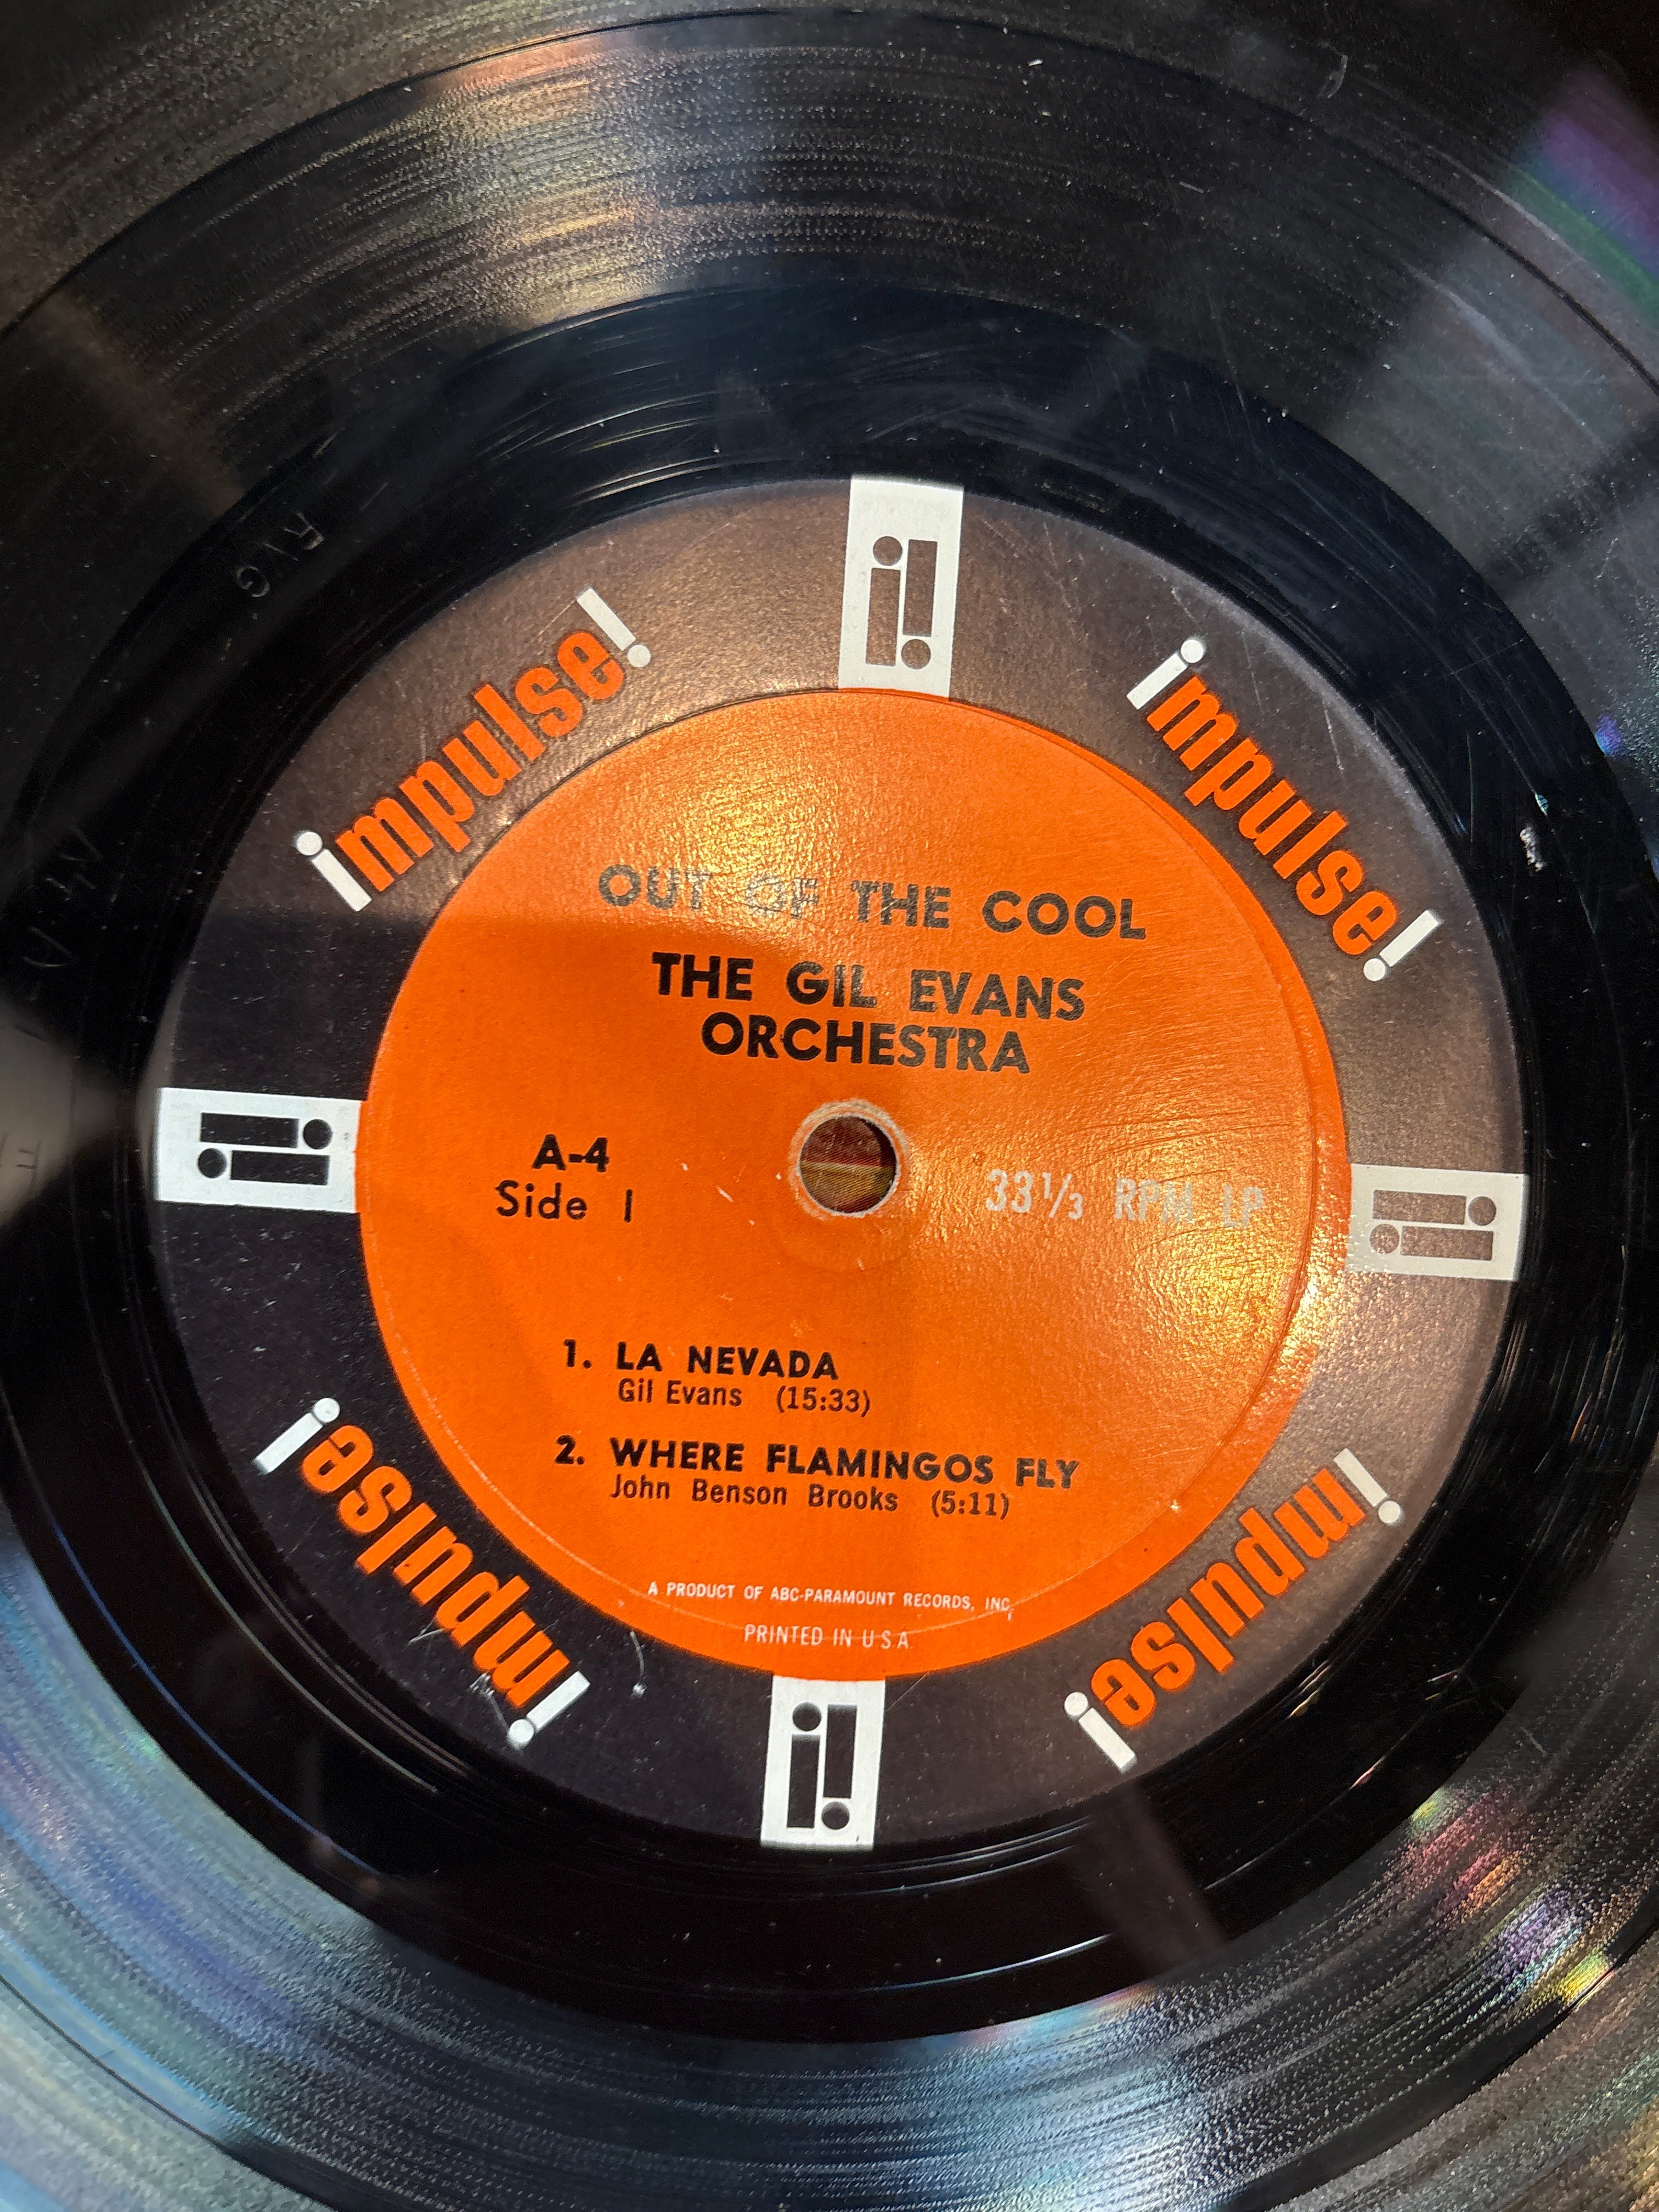 RVG
impulse!
impulse!
OUT OF THE COOL
THE GIL EVANS
ORCHESTRA
A-4
Side 1
33⅓ RPM LP
1. LA NEVADA
Gil Evans (15:33)
2. WHERE FLAMINGOS FLY
John Benson Brooks (5:11)
A PRODUCT OF ABC-PARAMOUNT RECORDS, INC.
PRINTED IN U.S.A.
impulse!
impulse!